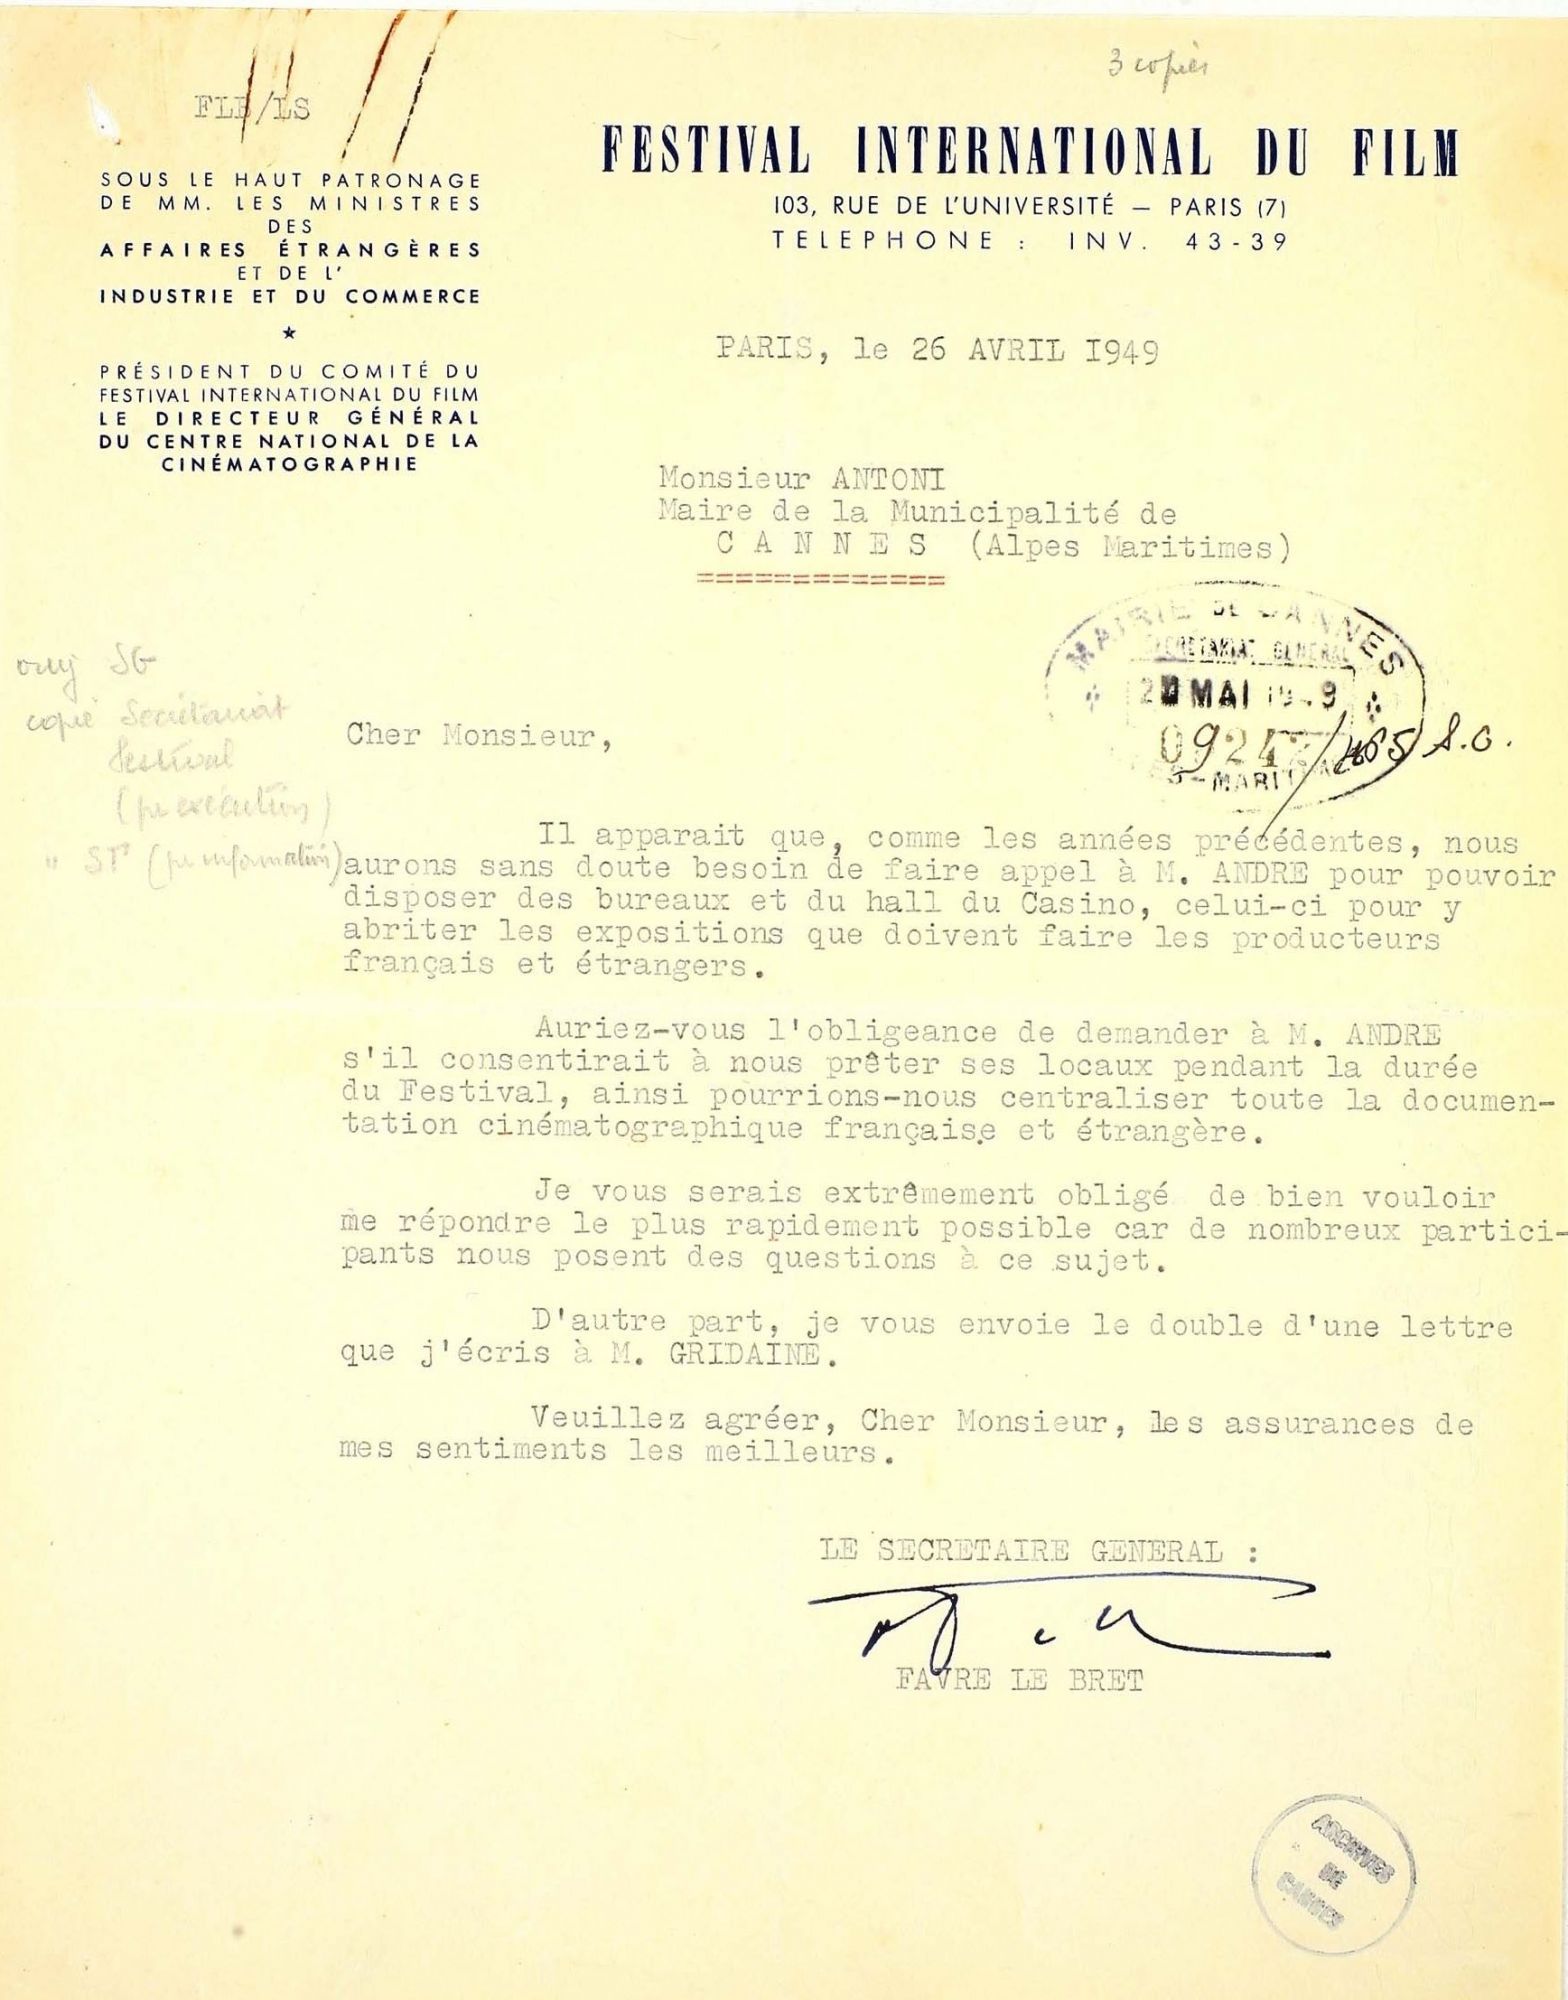 3 copies
FLB/LS
FESTIVAL INTERNATIONAL DU FILM
103, RUE DE L'UNIVERSITÉ — PARIS (7)
TELEPHONE : INV. 43-39
SOUS LE HAUT PATRONAGE
DE MM. LES MINISTRES
DES
AFFAIRES ÉTRANGÈRES
ET DE L'
INDUSTRIE ET DU COMMERCE
★
PRÉSIDENT DU COMITÉ DU
FESTIVAL INTERNATIONAL DU FILM
LE DIRECTEUR GÉNÉRAL
DU CENTRE NATIONAL DE LA
CINÉMATOGRAPHIE
PARIS, le 26 AVRIL 1949
Monsieur ANTONI
Maire de la Municipalité de
C A N N E S (Alpes Maritimes)
=============
MAIRIE DE CANNES
SECRETARIAT GENERAL
MAI
S.G.
orig SG
copie Secrétariat
festival
(pr exécution)
" ST (pr information)
Cher Monsieur,
Il apparait que, comme les années précédentes, nous
aurons sans doute besoin de faire appel à M. ANDRE pour pouvoir
disposer des bureaux et du hall du Casino, celui-ci pour y
abriter les expositions que doivent faire les producteurs
français et étrangers.
Auriez-vous l'obligeance de demander à M. ANDRE
s'il consentirait à nous prêter ses locaux pendant la durée
du Festival, ainsi pourrions-nous centraliser toute la documen-
tation cinématographique française et étrangère.
Je vous serais extrêmement obligé de bien vouloir
me répondre le plus rapidement possible car de nombreux partici-
pants nous posent des questions à ce sujet.
D'autre part, je vous envoie le double d'une lettre
que j'écris à M. GRIDAINE.
Veuillez agréer, Cher Monsieur, les assurances de
mes sentiments les meilleurs.
LE SECRETAIRE GENERAL :
FAVRE LE BRET
ARCHIVES
DE
CANNES